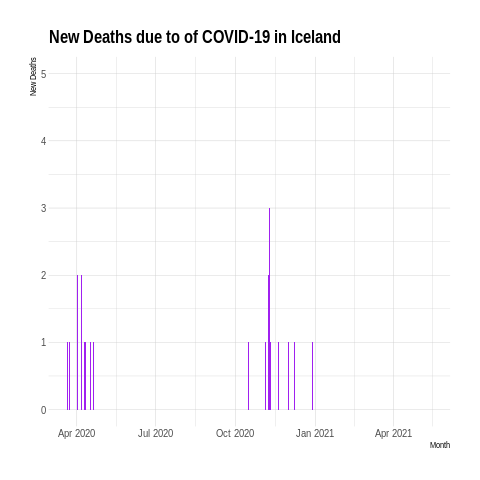 New Deaths due to of COVID-19 in Iceland
New Deaths
5
4
3
2
1
0
Apr 2020 Jul 2020 Oct 2020 Jan 2021 Apr 2021
Month